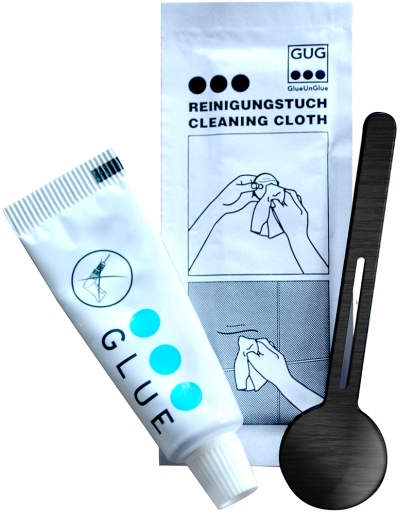 GUG
GlueUnGlue
REINIGUNGSTUCH
CLEANING CLOTH
GLUE